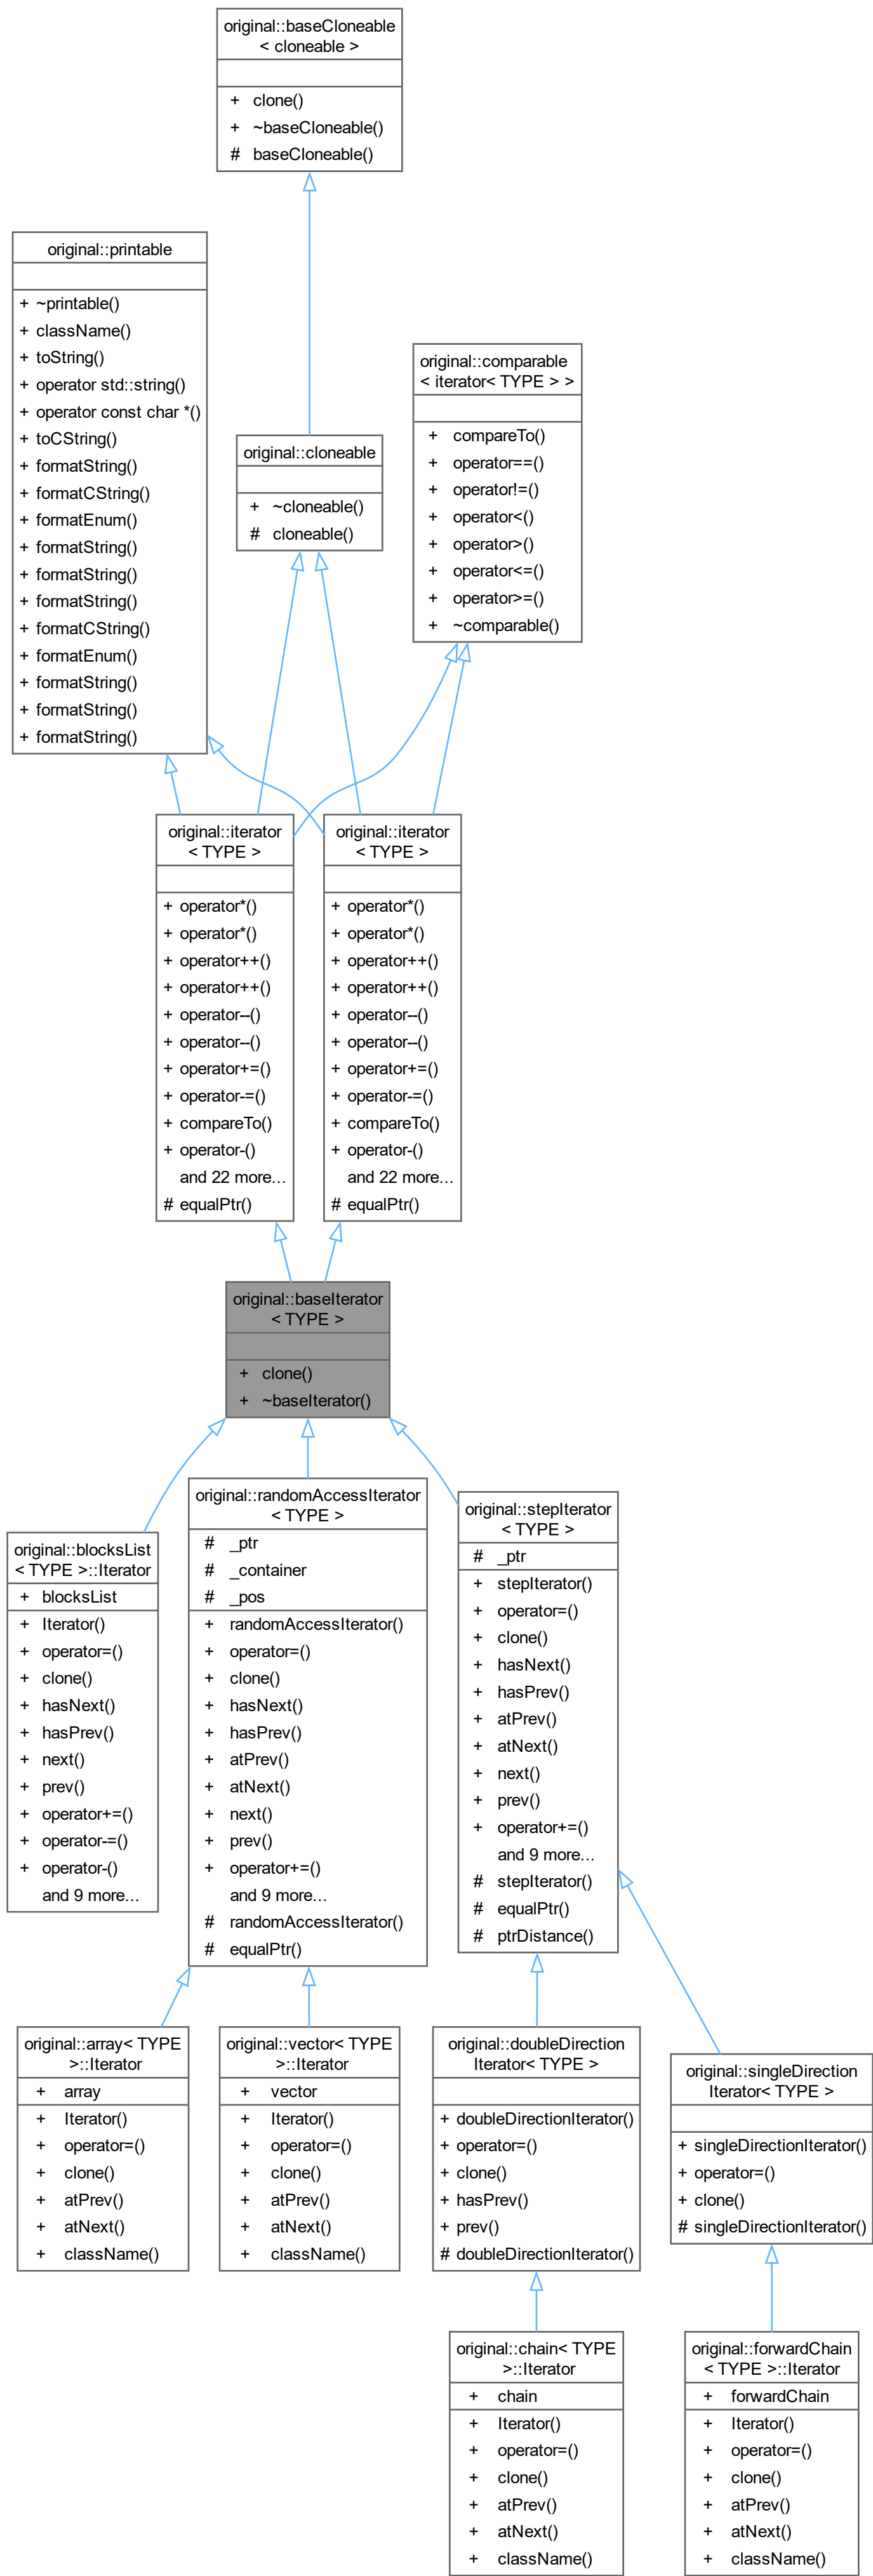 original::baseCloneable
< cloneable >
+ clone()
+ ~baseCloneable()
# baseCloneable()
original::printable
+ ~printable()
+ className()
+ toString()
+ operator std::string()
+ operator const char *()
+ toCString()
+ formatString()
+ formatCString()
+ formatEnum()
+ formatString()
+ formatString()
+ formatString()
+ formatCString()
+ formatEnum()
+ formatString()
+ formatString()
+ formatString()
original::comparable
< iterator< TYPE > >
+ compareTo()
+ operator==()
+ operator!=()
+ operator<()
+ operator>()
+ operator<=()
+ operator>=()
+ ~comparable()
original::cloneable
+ ~cloneable()
# cloneable()
original::iterator
< TYPE >
+ operator*()
+ operator*()
+ operator++()
+ operator++()
+ operator--()
+ operator--()
+ operator+=()
+ operator-=()
+ compareTo()
+ operator-()
and 22 more...
# equalPtr()
original::iterator
< TYPE >
+ operator*()
+ operator*()
+ operator++()
+ operator++()
+ operator--()
+ operator--()
+ operator+=()
+ operator-=()
+ compareTo()
+ operator-()
and 22 more...
# equalPtr()
original::baseIterator
< TYPE >
+ clone()
+ ~baseIterator()
original::blocksList
< TYPE >::Iterator
+ blocksList
+ Iterator()
+ operator=()
+ clone()
+ hasNext()
+ hasPrev()
+ next()
+ prev()
+ operator+=()
+ operator-=()
+ operator-()
and 9 more...
original::randomAccessIterator
< TYPE >
# _ptr
# _container
# _pos
+ randomAccessIterator()
+ operator=()
+ clone()
+ hasNext()
+ hasPrev()
+ atPrev()
+ atNext()
+ next()
+ prev()
+ operator+=()
and 9 more...
# randomAccessIterator()
# equalPtr()
original::stepIterator
< TYPE >
# _ptr
+ stepIterator()
+ operator=()
+ clone()
+ hasNext()
+ hasPrev()
+ atPrev()
+ atNext()
+ next()
+ prev()
+ operator+=()
and 9 more...
# stepIterator()
# equalPtr()
# ptrDistance()
original::array< TYPE
>::Iterator
+ array
+ Iterator()
+ operator=()
+ clone()
+ atPrev()
+ atNext()
+ className()
original::vector< TYPE
>::Iterator
+ vector
+ Iterator()
+ operator=()
+ clone()
+ atPrev()
+ atNext()
+ className()
original::doubleDirection
Iterator< TYPE >
+ doubleDirectionIterator()
+ operator=()
+ clone()
+ hasPrev()
+ prev()
# doubleDirectionIterator()
original::singleDirection
Iterator< TYPE >
+ singleDirectionIterator()
+ operator=()
+ clone()
# singleDirectionIterator()
original::chain< TYPE
>::Iterator
+ chain
+ Iterator()
+ operator=()
+ clone()
+ atPrev()
+ atNext()
+ className()
original::forwardChain
< TYPE >::Iterator
+ forwardChain
+ Iterator()
+ operator=()
+ clone()
+ atPrev()
+ atNext()
+ className()